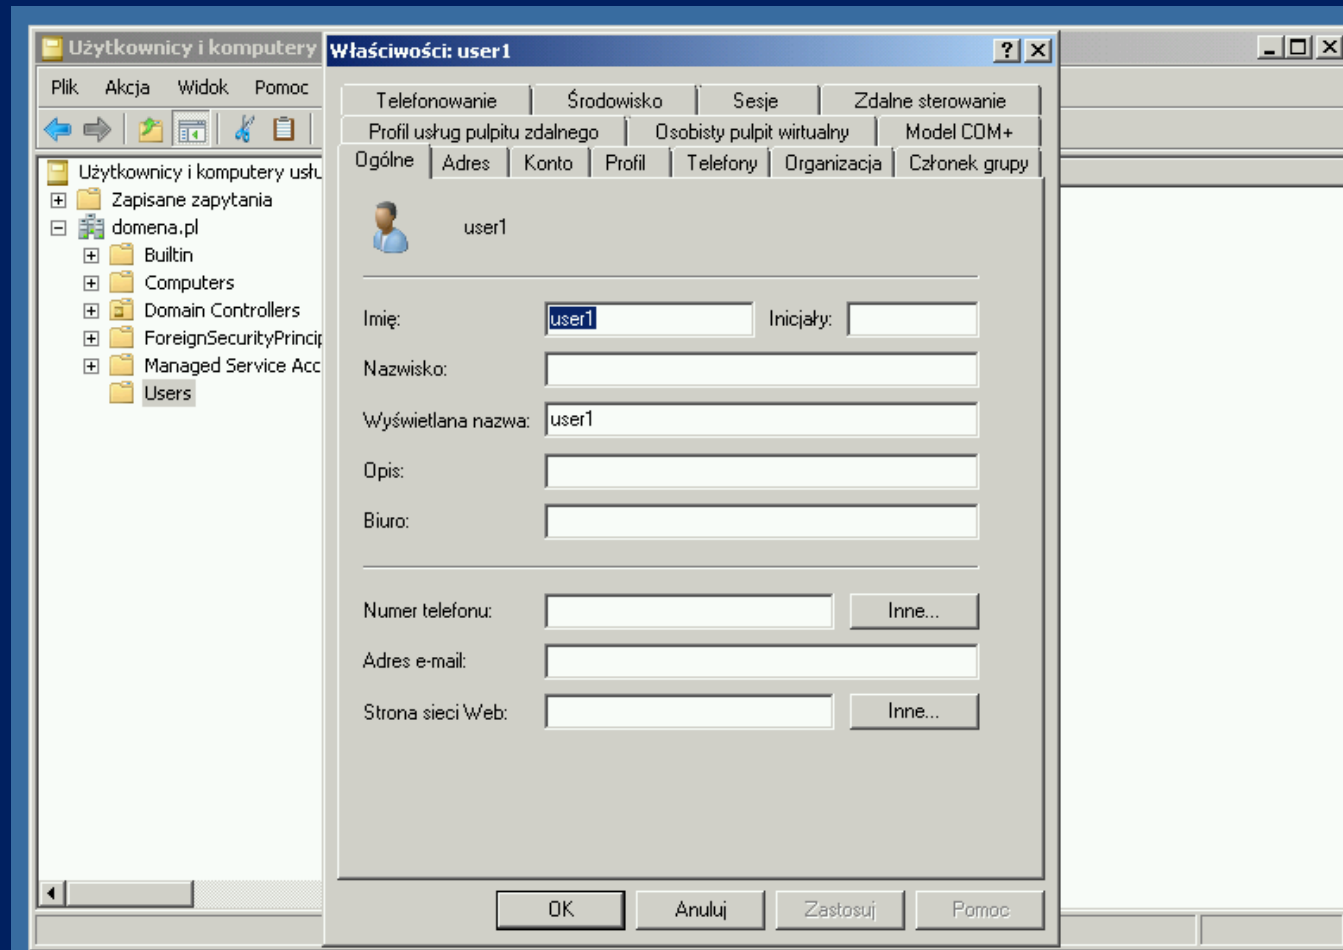 Użytkownicy i komputery
Właściwości: user1
Plik Akcja Widok Pomoc
Użytkownicy i komputery usłu
Zapisane zapytania
domena.pl
Builtin
Computers
Domain Controllers
ForeignSecurityPrincip
Managed Service Acc
Users
Telefonowanie Środowisko Sesje Zdalne sterowanie
Profil usług pulpitu zdalnego Osobisty pulpit wirtualny Model COM+
Ogólne Adres Konto Profil Telefony Organizacja Członek grupy
user1
Imię: user1 Inicjały:
Nazwisko:
Wyświetlana nazwa: user1
Opis:
Biuro:
Numer telefonu: Inne...
Adres e-mail:
Strona sieci Web: Inne...
OK Anuluj Zastosuj Pomoc